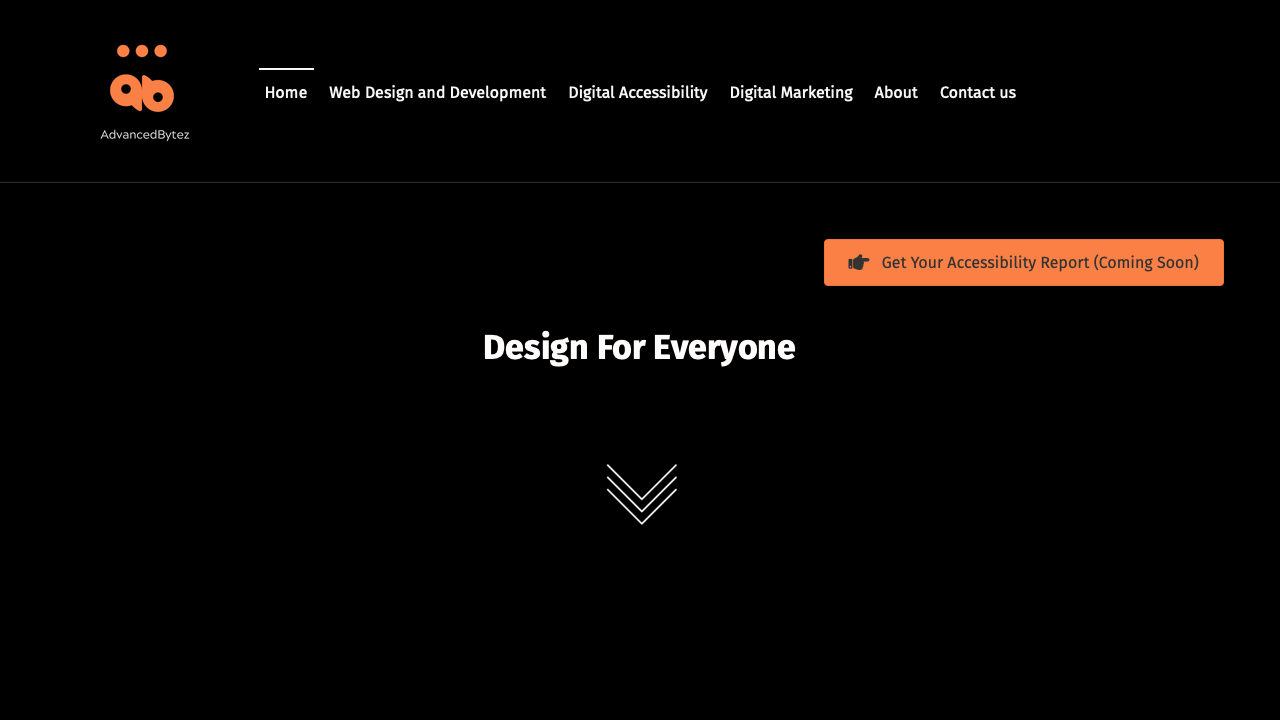 AdvancedBytez
Home Web Design and Development Digital Accessibility Digital Marketing About Contact us
Get Your Accessibility Report (Coming Soon)
Design For Everyone